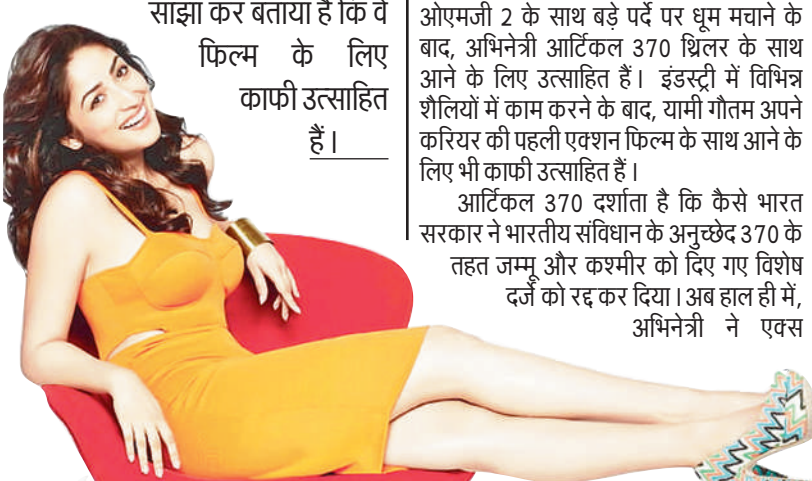 साझा कर बताया है कि वे
फिल्म के लिए
काफी उत्साहित
हैं।
ओएमजी 2 के साथ बड़े पर्दे पर धूम मचाने के
बाद, अभिनेत्री आर्टिकल 370 थ्रिलर के साथ
आने के लिए उत्साहित हैं। इंडस्ट्री में विभिन्न
शैलियों में काम करने के बाद, यामी गौतम अपने
करियर की पहली एक्शन फिल्म के साथ आने के
लिए भी काफी उत्साहित हैं।
आर्टिकल 370 दर्शाता है कि कैसे भारत
सरकार ने भारतीय संविधान के अनुच्छेद 370 के
तहत जम्मू और कश्मीर को दिए गए विशेष
दर्जे को रद्द कर दिया। अब हाल ही में,
अभिनेत्री ने एक्स